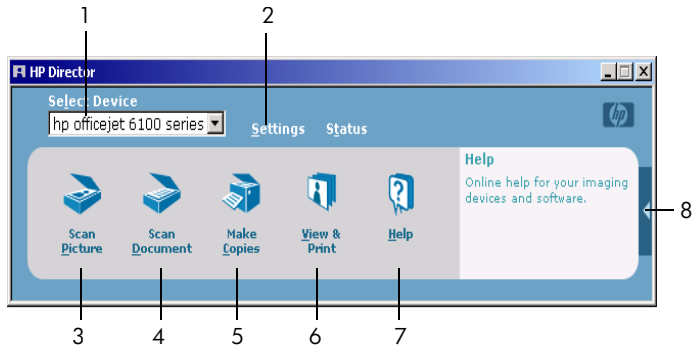 1
2
HP Director
Select Device
hp officejet 6100 series
Settings
Status
hp
Help
Online help for your imaging
devices and software.
8
Scan
Picture
Scan
Document
Make
Copies
View &
Print
Help
3
4
5
6
7